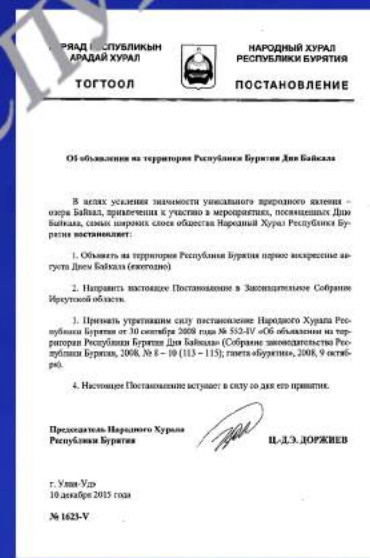 АРАДАЙ ХУРАЛ
ТОГТООЛ
НАРОДНЫЙ ХУРАЛ
РЕСПУБЛИКИ БУРЯТИЯ
ПОСТАНОВЛЕНИЕ
Об объявлении на территории Республики Бурятия Дня Байкала
В целях усиления значимости уникального природного явления –
озера Байкал, привлечения к участию в мероприятиях, посвященных Дню
Байкала, самых широких слоев общества Народный Хурал Республики Бу-
рятия постановляет:
1. Объявить на территории Республики Бурятия первое воскресенье ав-
густа Днем Байкала (ежегодно).
2. Направить настоящее Постановление в Законодательное Собрание
Иркутской области.
3. Признать утратившим силу постановление Народного Хурала Рес-
публики Бурятия от 30 сентября 2008 года № 552-IV «Об объявлении на тер-
ритории Республики Бурятия Дня Байкала» (Собрание законодательства Рес-
публики Бурятия, 2008, № 8 – 10 (113 – 115); газета «Бурятия», 2008, 9 октяб-
ря).
4. Настоящее Постановление вступает в силу со дня его принятия.
Председатель Народного Хурала
Республики Бурятия
Ц.-Д.Э. ДОРЖИЕВ
г. Улан-Удэ
10 декабря 2015 года
№ 1623-V